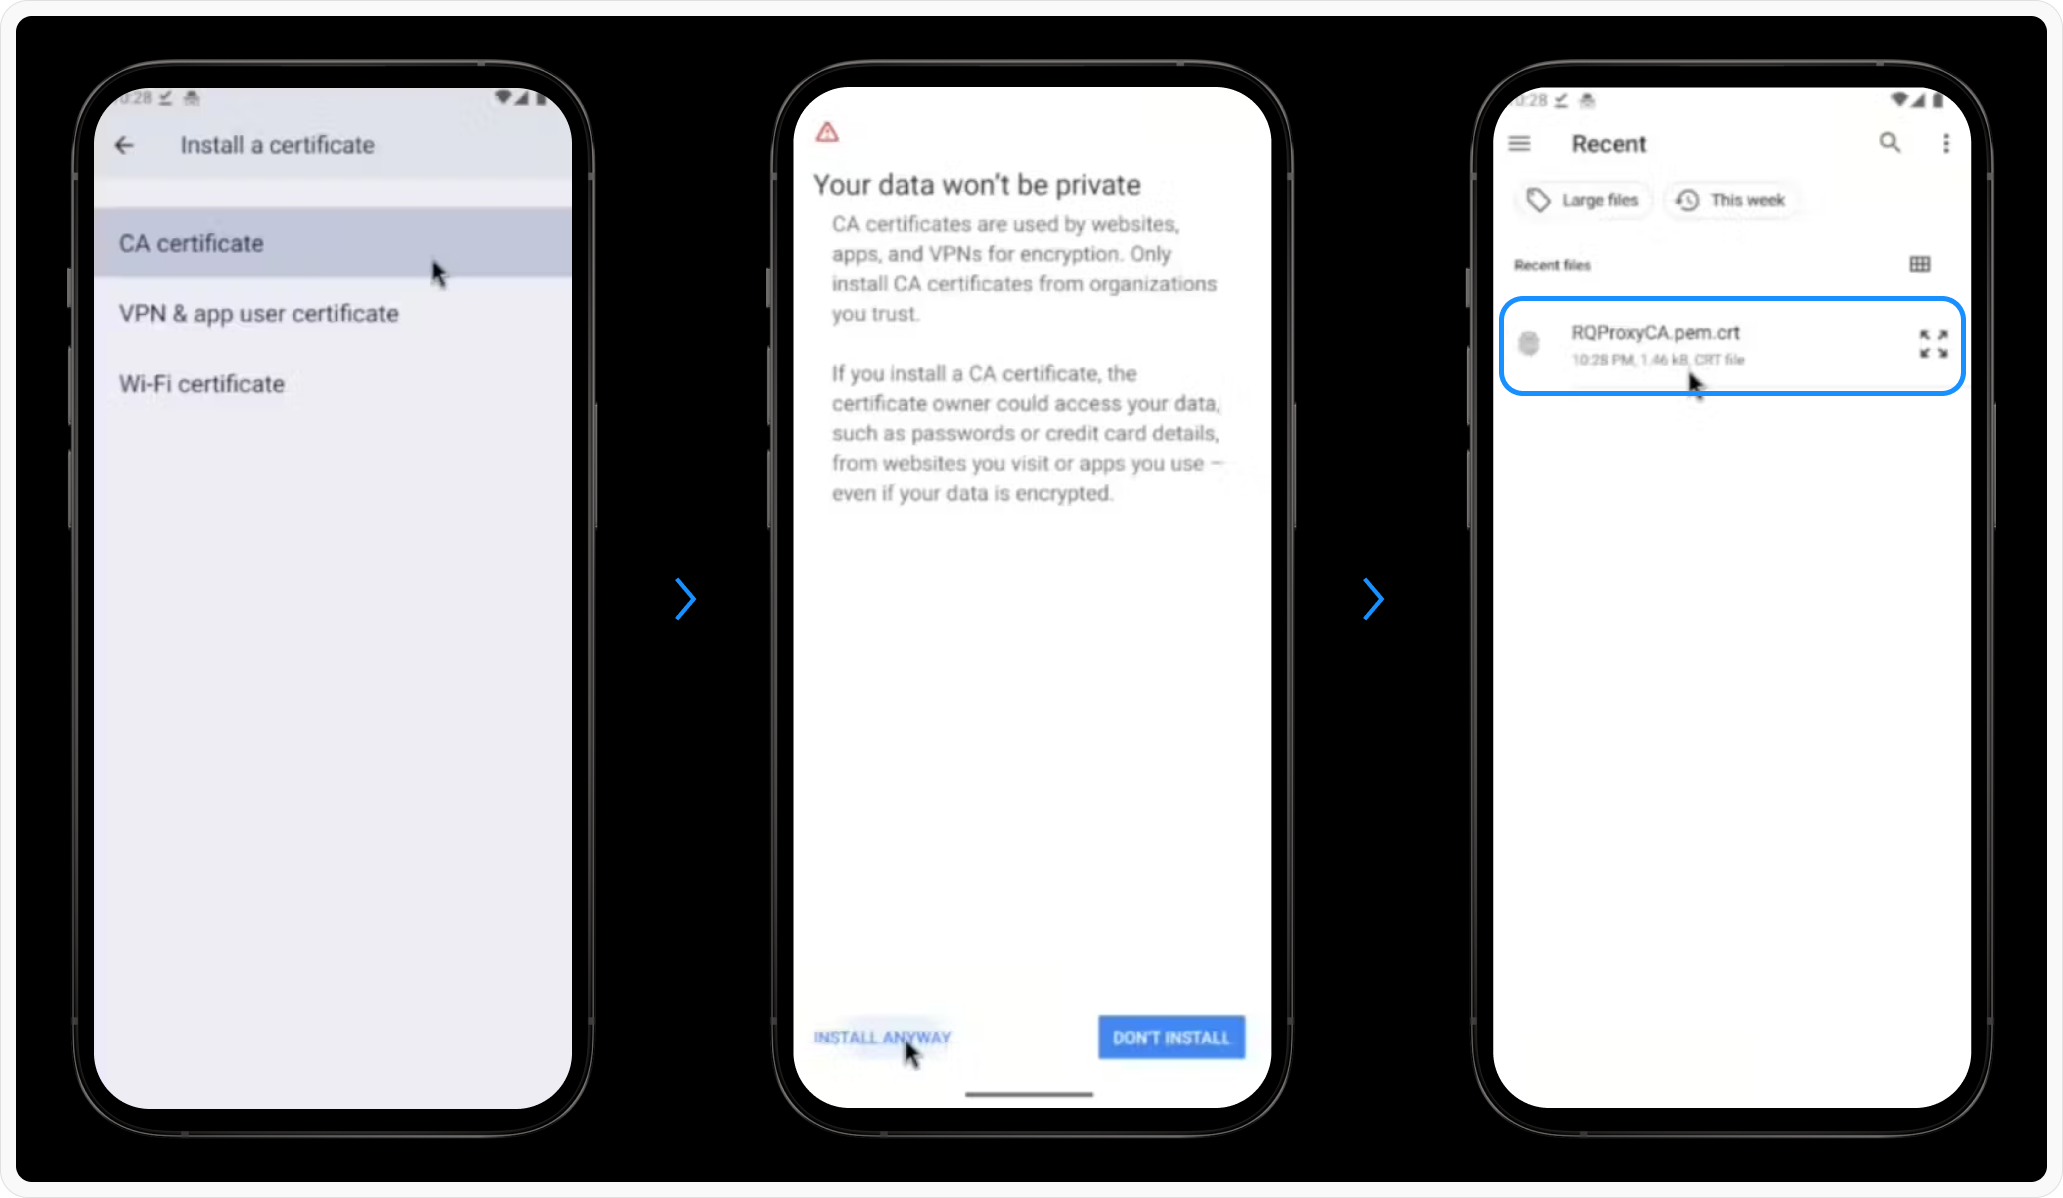 0:28
Install a certificate
CA certificate
VPN & app user certificate
Wi-Fi certificate
Your data won't be private
CA certificates are used by websites,
apps, and VPNs for encryption. Only
install CA certificates from organizations
you trust.
If you install a CA certificate, the
certificate owner could access your data,
such as passwords or credit card details,
from websites you visit or apps you use –
even if your data is encrypted.
INSTALL ANYWAY
DON'T INSTALL
0:28
Recent
Large files
This week
Recent files
RQProxyCA.pem.crt
10:28 PM, 1.46 kB, CRT file